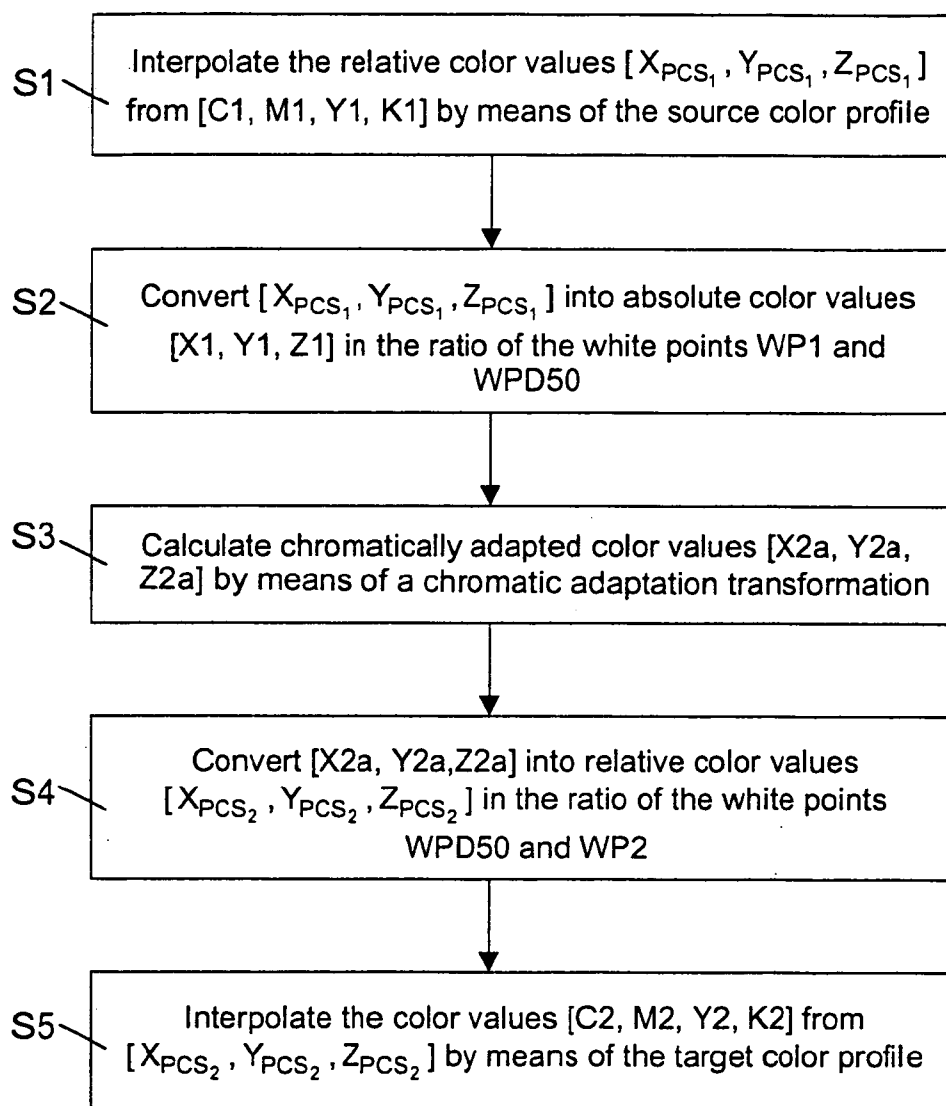 S1
Interpolate the relative color values [ X_PCS₁ , Y_PCS₁ , Z_PCS₁ ]
from [C1, M1, Y1, K1] by means of the source color profile
S2
Convert [ X_PCS₁ , Y_PCS₁ , Z_PCS₁ ] into absolute color values
[X1, Y1, Z1] in the ratio of the white points WP1 and
WPD50
S3
Calculate chromatically adapted color values [X2a, Y2a,
Z2a] by means of a chromatic adaptation transformation
S4
Convert [X2a, Y2a,Z2a] into relative color values
[ X_PCS₂ , Y_PCS₂ , Z_PCS₂ ] in the ratio of the white points
WPD50 and WP2
S5
Interpolate the color values [C2, M2, Y2, K2] from
[ X_PCS₂ , Y_PCS₂ , Z_PCS₂ ] by means of the target color profile